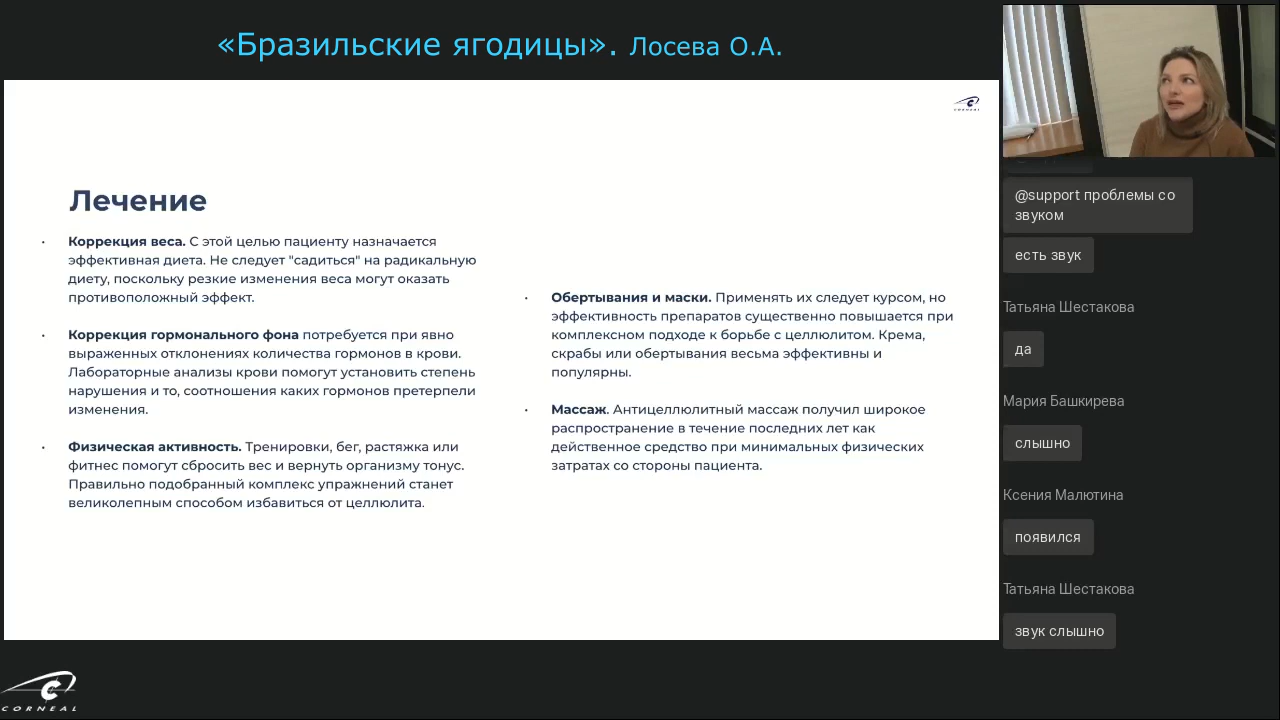 «Бразильские ягодицы». Лосева О.А.
CORNEAL
Лечение
• Коррекция веса. С этой целью пациенту назначается
эффективная диета. Не следует "садиться" на радикальную
диету, поскольку резкие изменения веса могут оказать
противоположный эффект.
• Коррекция гормонального фона потребуется при явно
выраженных отклонениях количества гормонов в крови.
Лабораторные анализы крови помогут установить степень
нарушения и то, соотношения каких гормонов претерпели
изменения.
• Физическая активность. Тренировки, бег, растяжка или
фитнес помогут сбросить вес и вернуть организму тонус.
Правильно подобранный комплекс упражнений станет
великолепным способом избавиться от целлюлита.
• Обертывания и маски. Применять их следует курсом, но
эффективность препаратов существенно повышается при
комплексном подходе к борьбе с целлюлитом. Крема,
скрабы или обертывания весьма эффективны и
популярны.
• Массаж. Антицеллюлитный массаж получил широкое
распространение в течение последних лет как
действенное средство при минимальных физических
затратах со стороны пациента.
@support проблемы со
звуком
есть звук
Татьяна Шестакова
да
Мария Башкирева
слышно
Ксения Малютина
появился
Татьяна Шестакова
звук слышно
CORNEAL